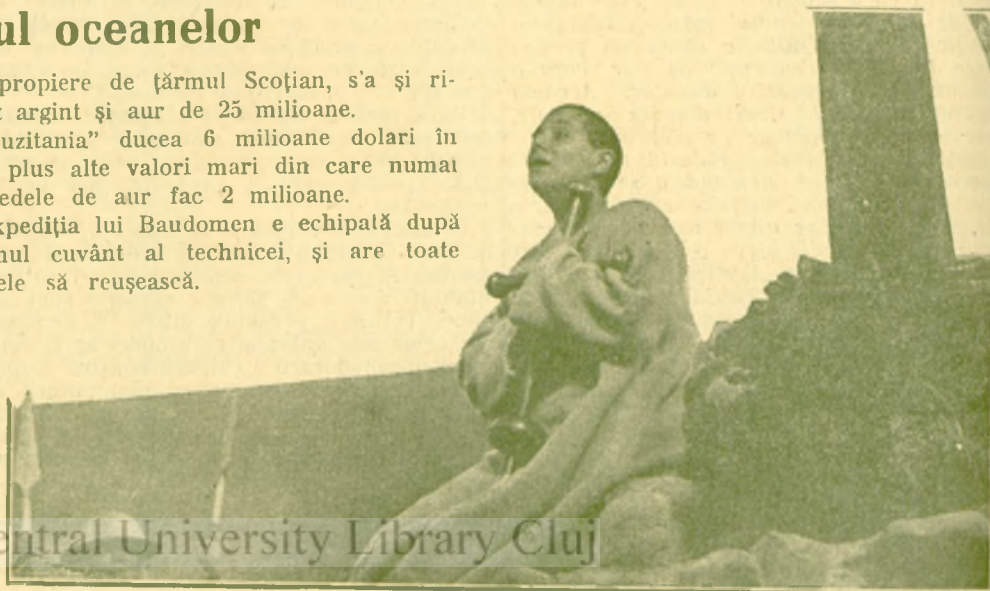 ul oceanelor
propiere de țărmul Scoțian, s'a și ri-
argint și aur de 25 milioane.
uzitania” ducea 6 milioane dolari în
plus alte valori mari din care numai
edele de aur fac 2 milioane.
xpediția lui Baudomen e echipată după
nul cuvânt al technicei, și are toate
ele să reușească.
entral University Library Cluj